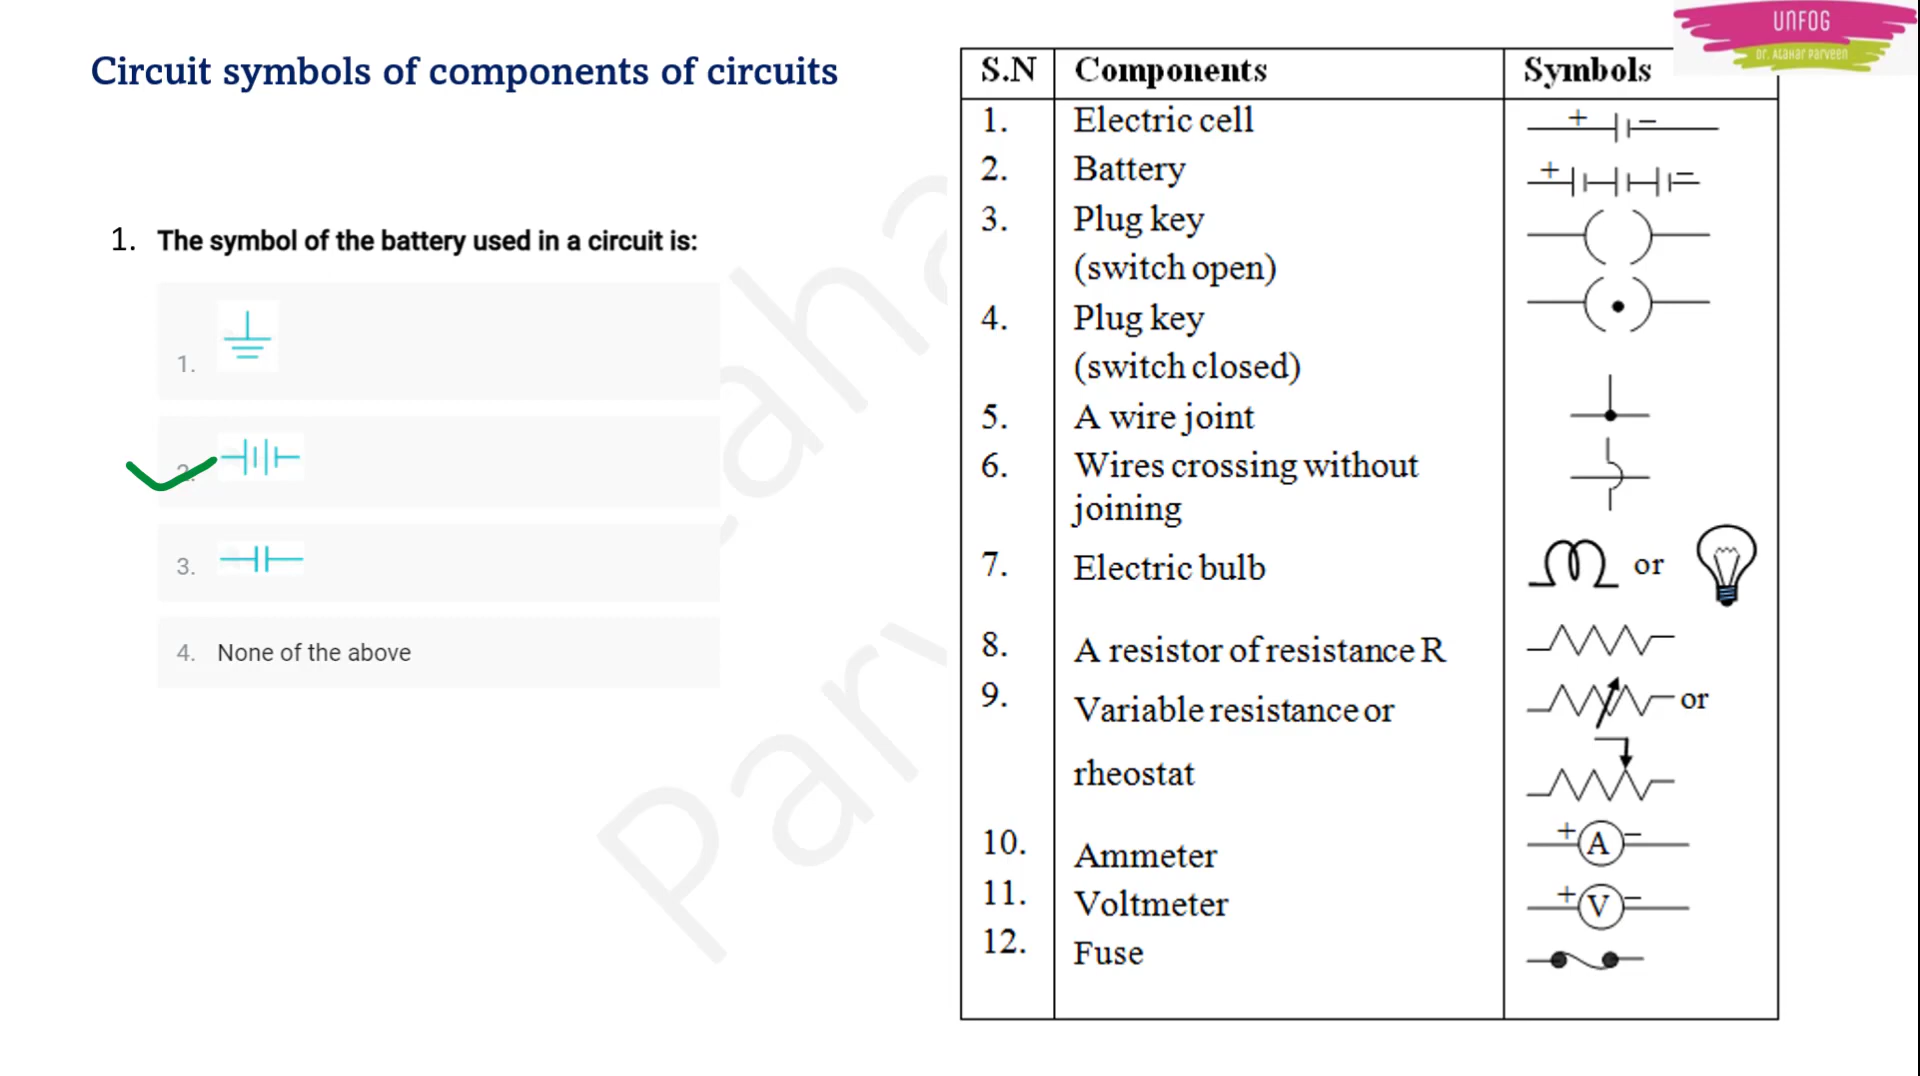 UNFOG
Dr. Atahar Parveen
Circuit symbols of components of circuits
1. The symbol of the battery used in a circuit is:
1.
2.
3.
4. None of the above
S.N Components Symbols
1. Electric cell + −
2. Battery + −
3. Plug key
(switch open)
4. Plug key
(switch closed)
5. A wire joint
6. Wires crossing without
joining
7. Electric bulb or
8. A resistor of resistance R
9. Variable resistance or or
rheostat
10. Ammeter + A −
11. Voltmeter + V −
12. Fuse